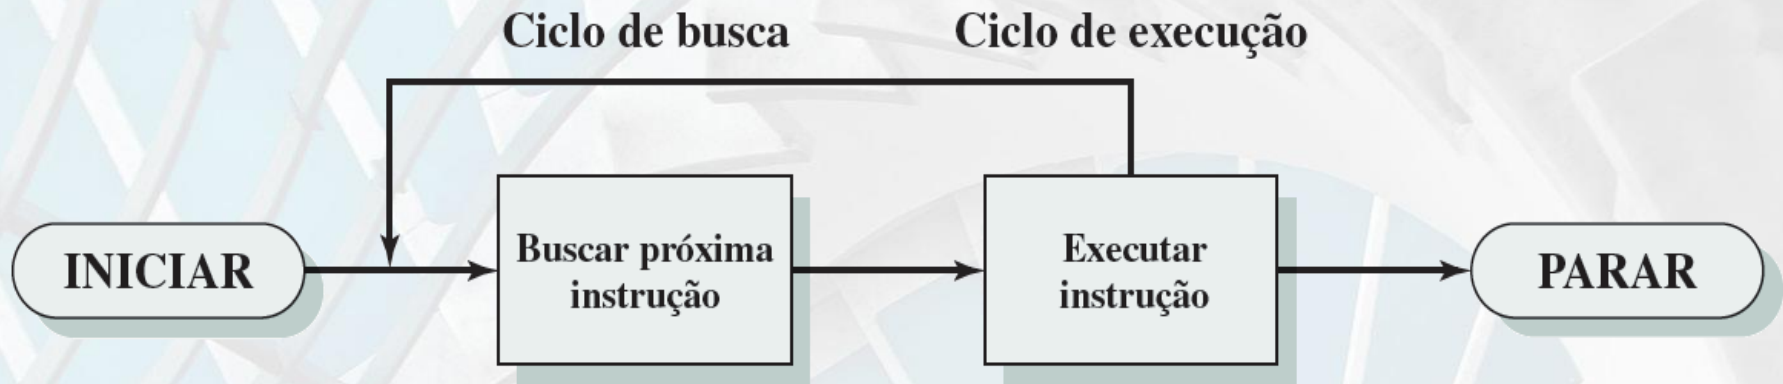 Ciclo de busca
Ciclo de execução
INICIAR
Buscar próxima
instrução
Executar
instrução
PARAR